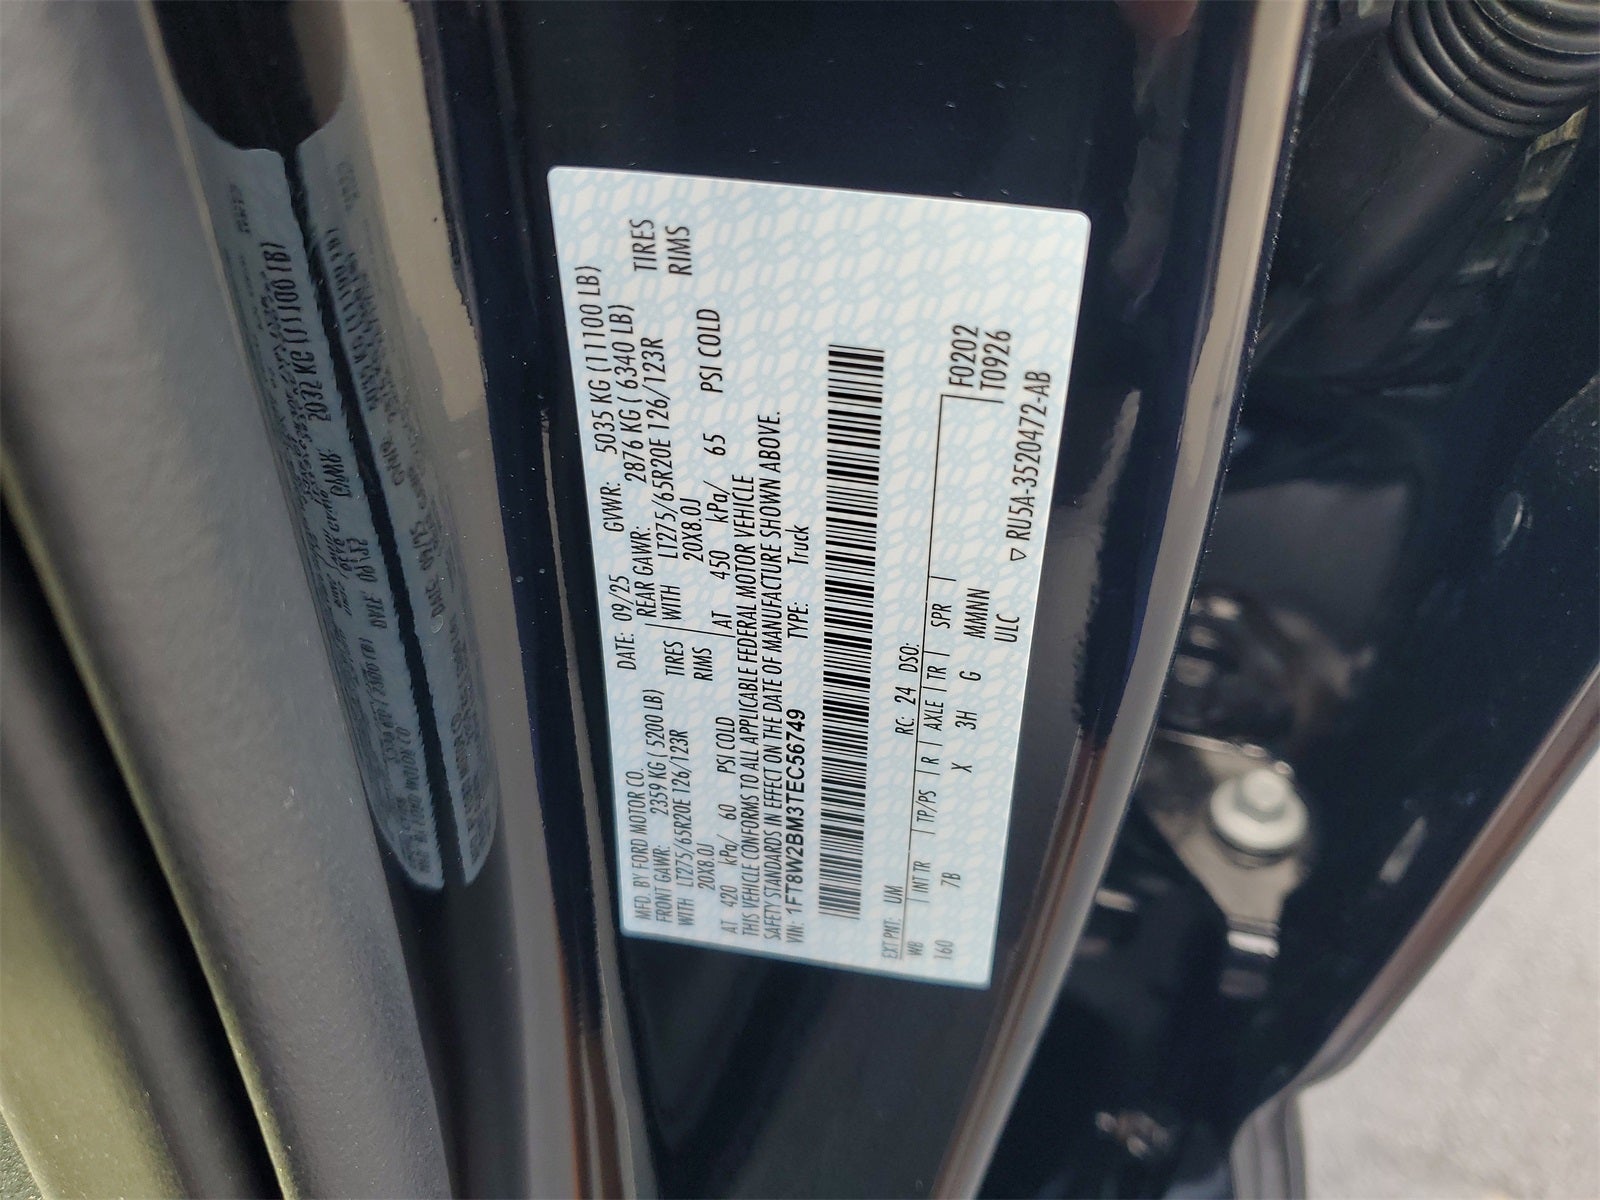 MFD. BY FORD MOTOR CO.
DATE: 09/25 GVWR: 5035 KG (11100 LB)
FRONT GAWR: 2359 KG ( 5200 LB)
REAR GAWR: 2876 KG ( 6340 LB)
WITH LT275/65R20E 126/123R TIRES
WITH LT275/65R20E 126/123R TIRES
20X8.0J RIMS
20X8.0J RIMS
AT 420 kPa/ 60 PSI COLD
AT 450 kPa/ 65 PSI COLD
THIS VEHICLE CONFORMS TO ALL APPLICABLE FEDERAL MOTOR VEHICLE
SAFETY STANDARDS IN EFFECT ON THE DATE OF MANUFACTURE SHOWN ABOVE.
VIN: 1FT8W2BM3TEC56749 TYPE: Truck
EXT PNT: UM RC: 24 DSO:
WB INT TR TP/PS R AXLE TR SPR F0202
160 7B X 3H G MMNNN T0926
ULC
▽ RU5A-3520472-AB